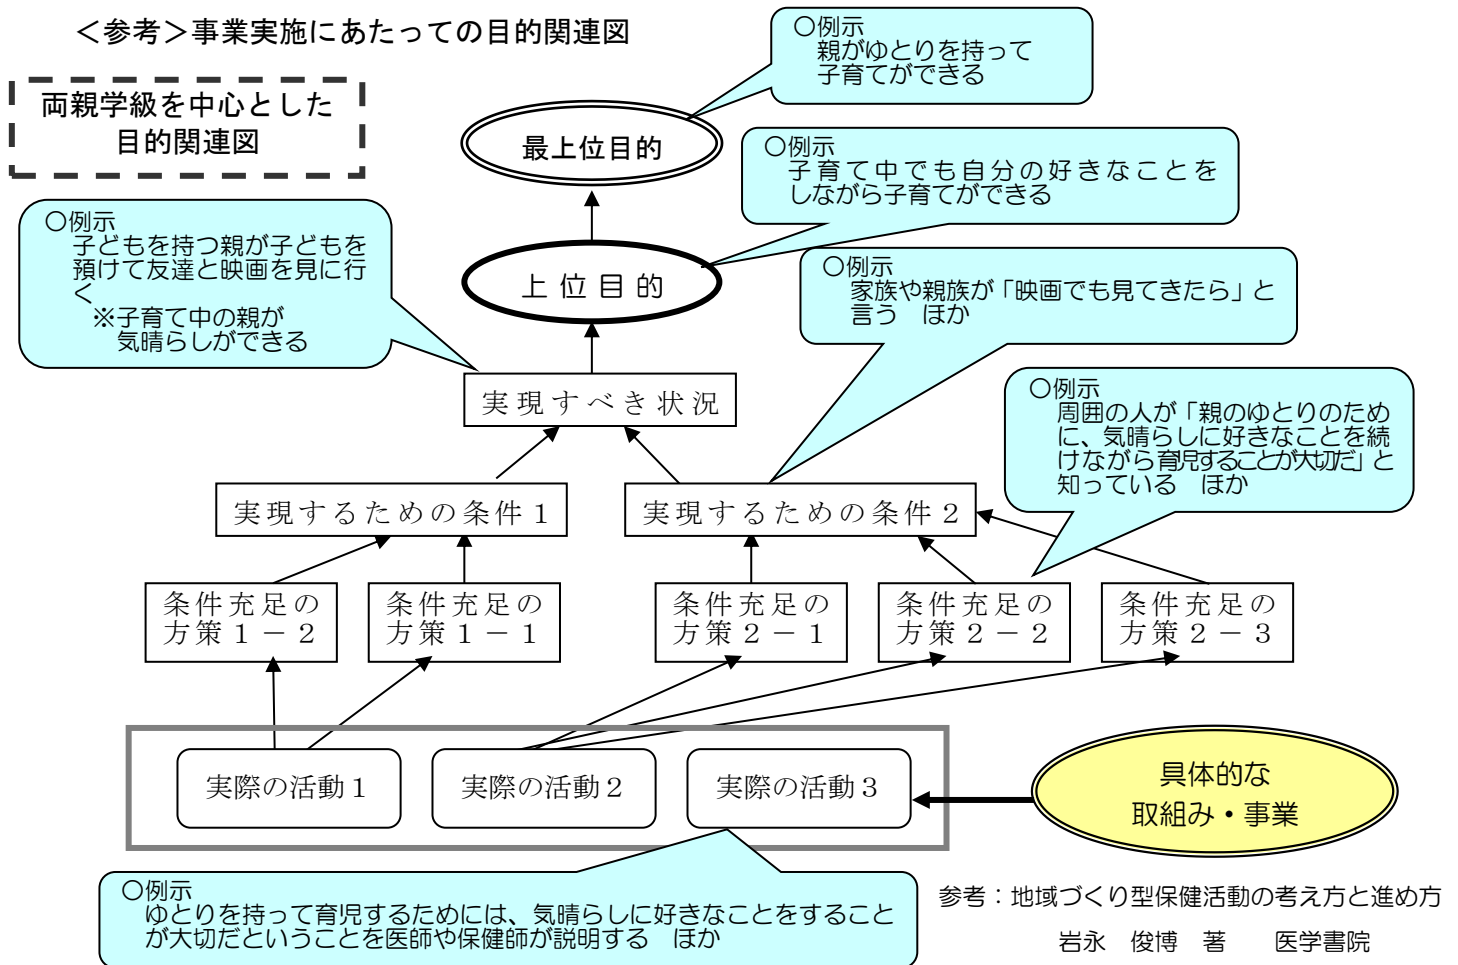 ＜参考＞事業実施にあたっての目的関連図
両親学級を中心とした
目的関連図
○例示
親がゆとりを持って
子育てができる
最上位目的
○例示
子育て中でも自分の好きなことを
しながら子育てができる
○例示
子どもを持つ親が子どもを
預けて友達と映画を見に行
く
※子育て中の親が
気晴らしができる
上位目的
○例示
家族や親族が「映画でも見てきたら」と
言う　ほか
実現すべき状況
○例示
周囲の人が「親のゆとりのため
に、気晴らしに好きなことを続
けながら育児することが大切だ」と
知っている　ほか
実現するための条件１
実現するための条件２
条件充足の
方策１－２
条件充足の
方策１－１
条件充足の
方策２－１
条件充足の
方策２－２
条件充足の
方策２－３
実際の活動１
実際の活動２
実際の活動３
具体的な
取組み・事業
○例示
ゆとりを持って育児するためには、気晴らしに好きなことをすること
が大切だということを医師や保健師が説明する　ほか
参考：地域づくり型保健活動の考え方と進め方
岩永　俊博　著　　医学書院